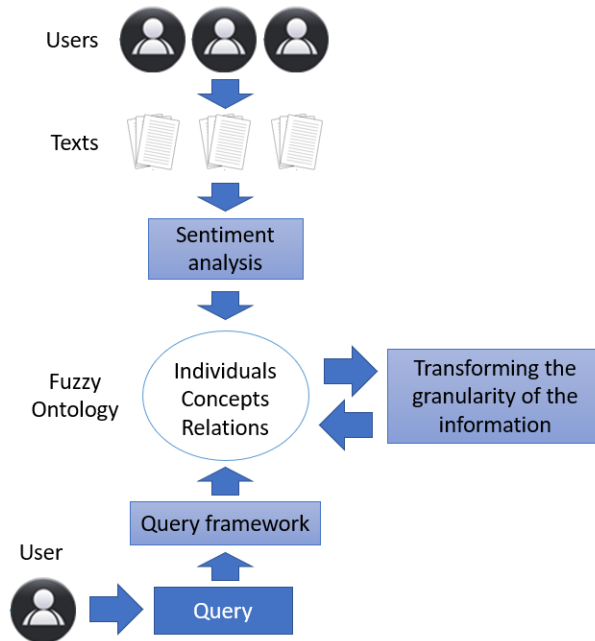 Users
Texts
Sentiment
analysis
Fuzzy
Ontology
Individuals
Concepts
Relations
Transforming the
granularity of the
information
Query framework
User
Query